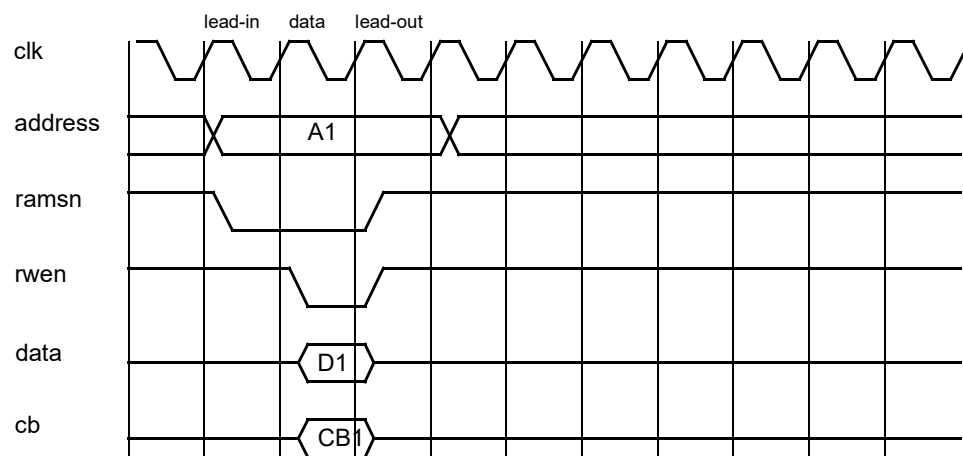 lead-in data lead-out
clk
address A1
ramsn
rwen
data D1
cb CB1